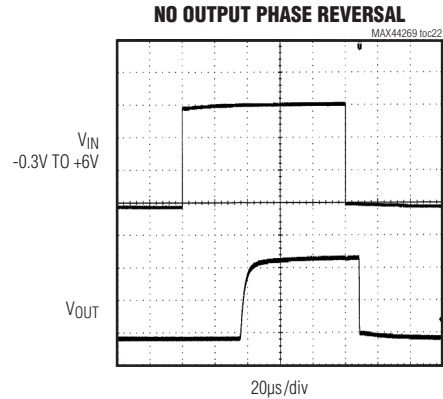 NO OUTPUT PHASE REVERSAL
MAX44269 toc22
VIN
-0.3V TO +6V
VOUT
20µs/div